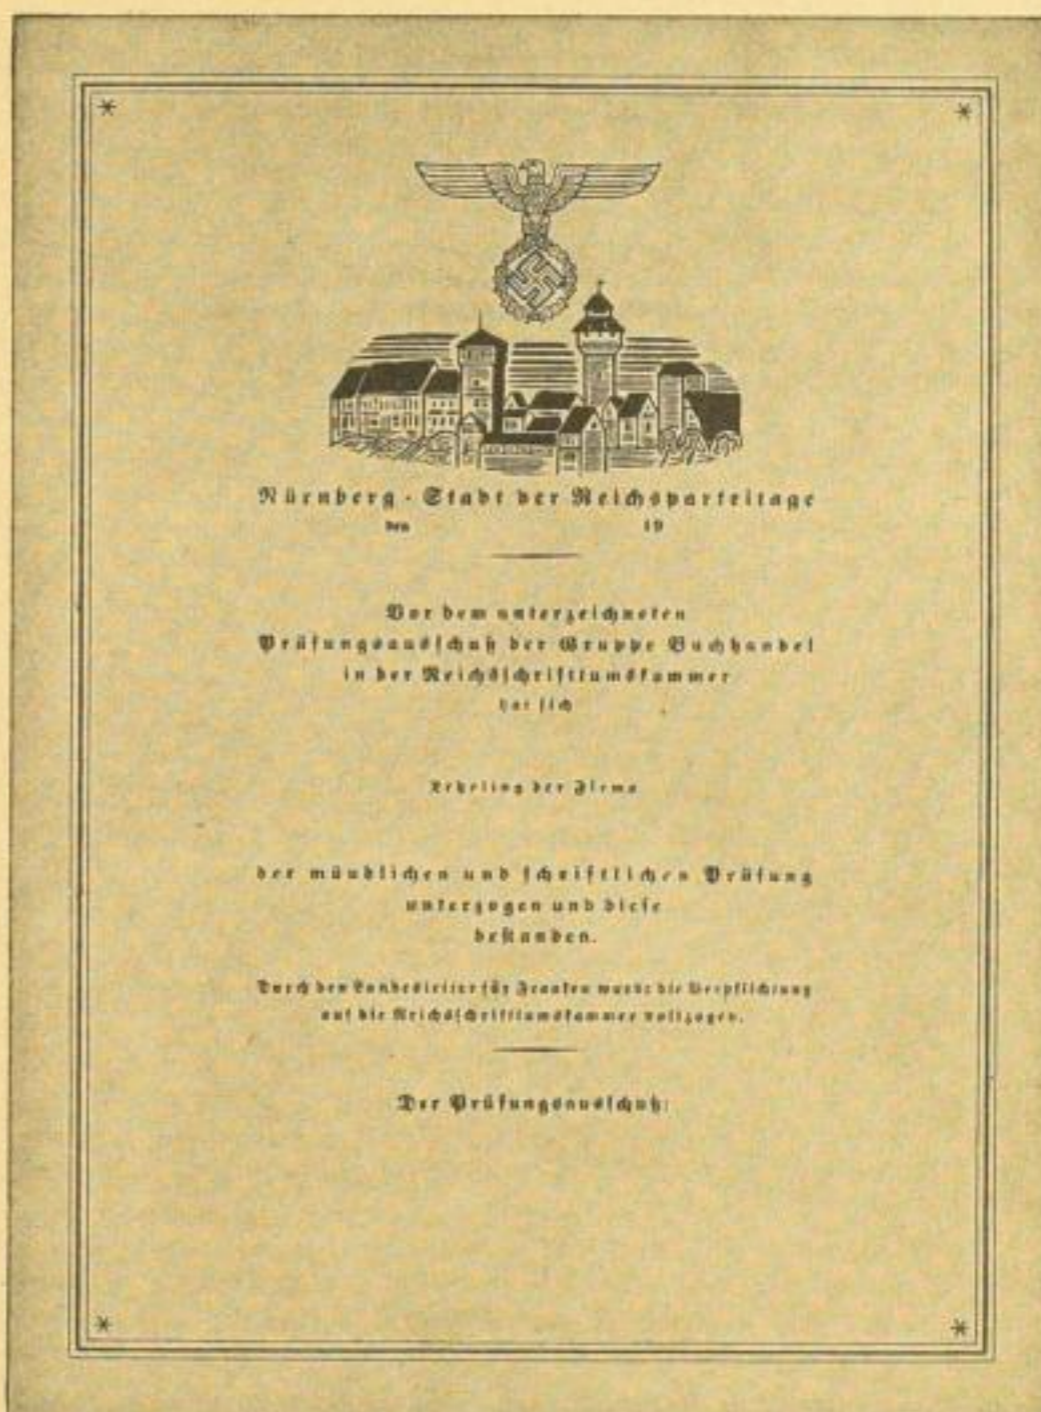 Nürnberg · Stadt der Reichsparteitage
den 19
Vor dem unterzeichneten
Prüfungsausschuß der Gruppe Buchhandel
in der Reichsschrifttumskammer
hat sich
Lehrling der Firma
der mündlichen und schriftlichen Prüfung
unterzogen und diese
bestanden.
Durch den Landesleiter für Franken wurde die Verpflichtung
auf die Reichsschrifttumskammer vollzogen.
Der Prüfungsausschuß: